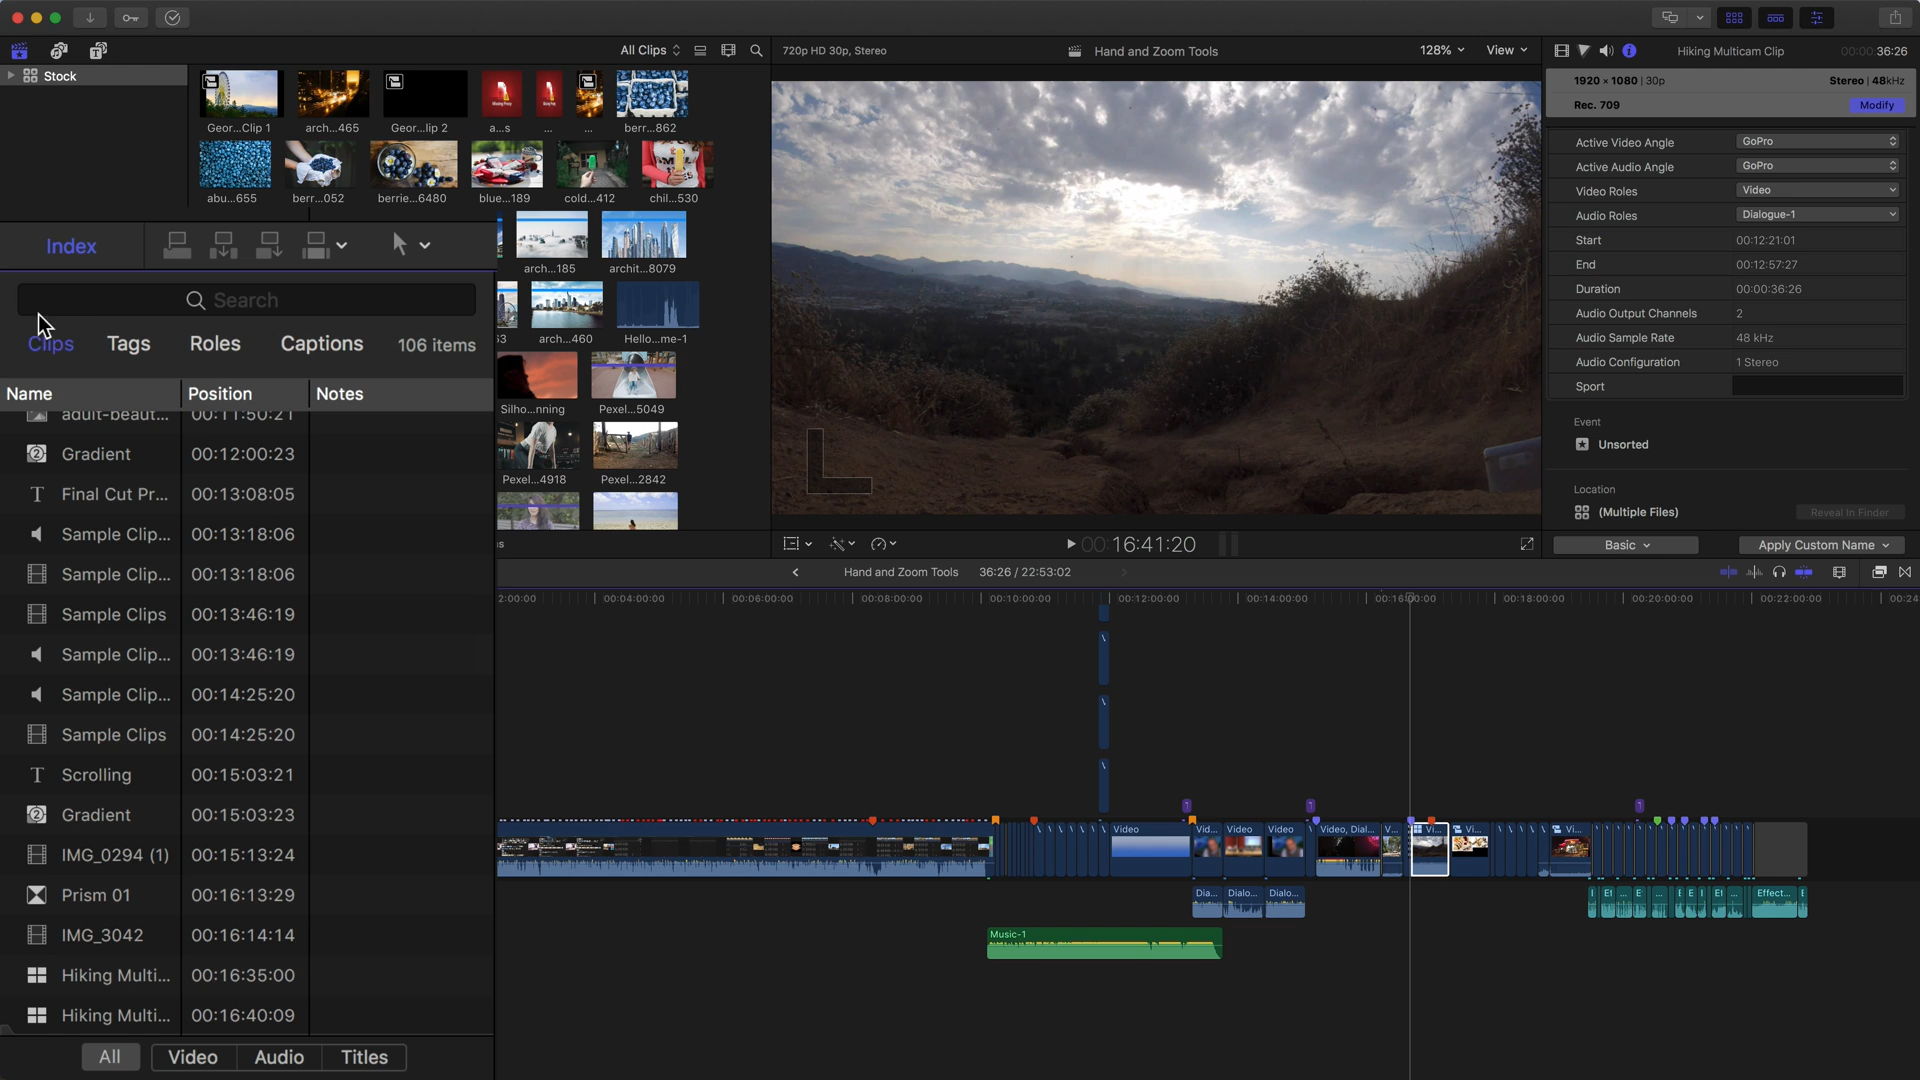 All Clips
720p HD 30p, Stereo
Hand and Zoom Tools
128%
View
Hiking Multicam Clip
00:00:36:26
Stock
1920 × 1080 | 30p
Stereo | 48kHz
Rec. 709
Modify
Geor...Clip 1
arch...465
Geor...lip 2
a...s
...
...
berr...862
abu...655
berr...052
berrie...6480
blue...189
cold...412
chil...530
Active Video Angle
GoPro
Active Audio Angle
GoPro
Video Roles
Video
Audio Roles
Dialogue-1
Start
00:12:21:01
End
00:12:57:27
Duration
00:00:36:26
Audio Output Channels
2
Audio Sample Rate
48 kHz
Audio Configuration
1 Stereo
Sport
Event
Unsorted
Location
(Multiple Files)
Reveal in Finder
Basic
Apply Custom Name
arch...185
archit...8079
arch...460
Hello...me-1
Silho...nning
Pexel...5049
Pexel...4918
Pexel...2842
00:16:41:20
Index
Search
Clips
Tags
Roles
Captions
106 items
Name
Position
Notes
adult-beaut...
00:11:50:21
Gradient
00:12:00:23
Final Cut Pr...
00:13:08:05
Sample Clip...
00:13:18:06
Sample Clip...
00:13:18:06
Sample Clips
00:13:46:19
Sample Clip...
00:13:46:19
Sample Clip...
00:14:25:20
Sample Clips
00:14:25:20
Scrolling
00:15:03:21
Gradient
00:15:03:23
IMG_0294 (1)
00:15:13:24
Prism 01
00:16:13:29
IMG_3042
00:16:14:14
Hiking Multi...
00:16:35:00
Hiking Multi...
00:16:40:09
All
Video
Audio
Titles
Hand and Zoom Tools
36:26 / 22:53:02
2:00:00
00:04:00:00
00:06:00:00
00:08:00:00
00:10:00:00
00:12:00:00
00:14:00:00
00:16:00:00
00:18:00:00
00:20:00:00
00:22:00:00
00:24
Video
Vid...
Video
Video
Video, Dial...
V...
Vi...
Vi...
Vi...
Dia...
Dialo...
Dialo...
Effect...
Music-1